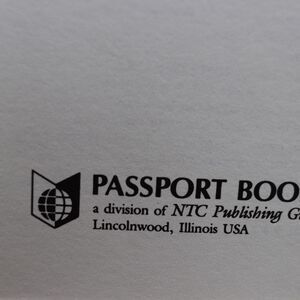 PASSPORT BOO
a division of NTC Publishing G
Lincolnwood, Illinois USA